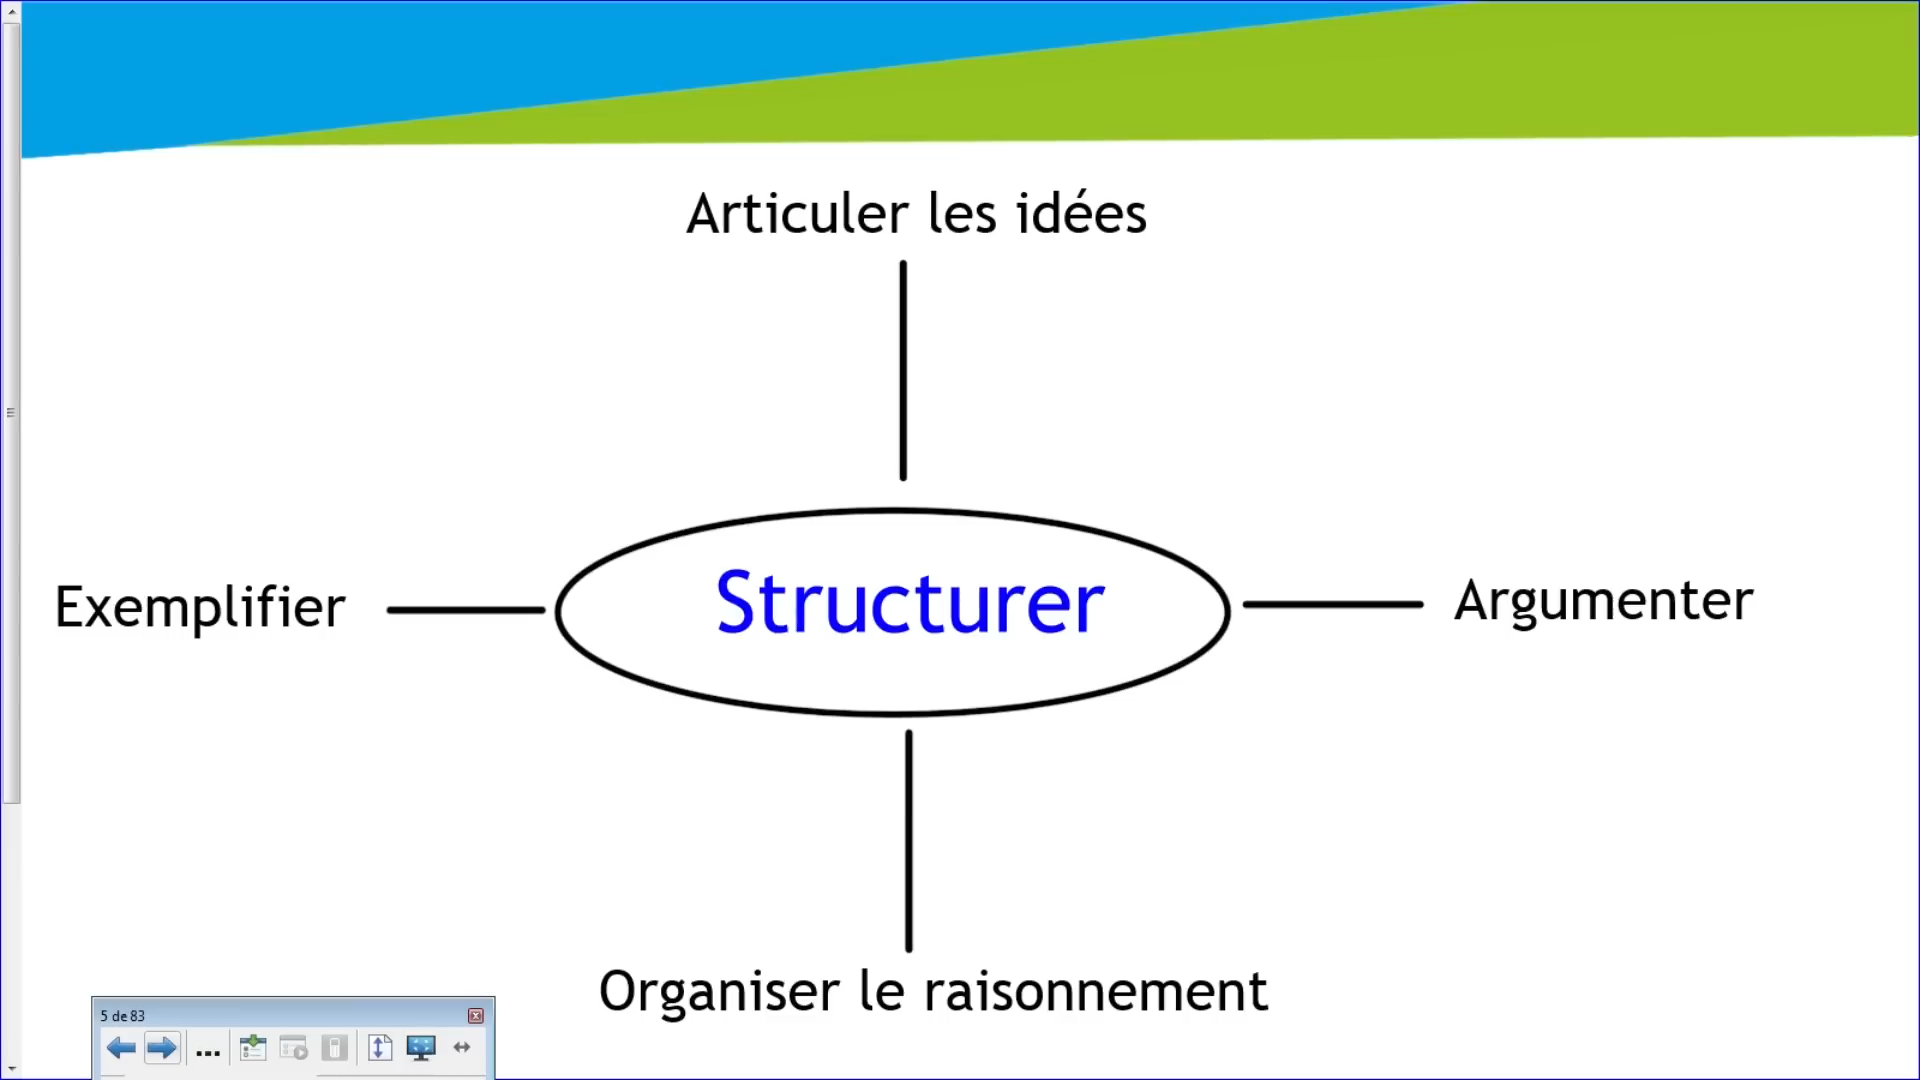 Articuler les idées
Exemplifier
Structurer
Argumenter
Organiser le raisonnement
5 de 83
...